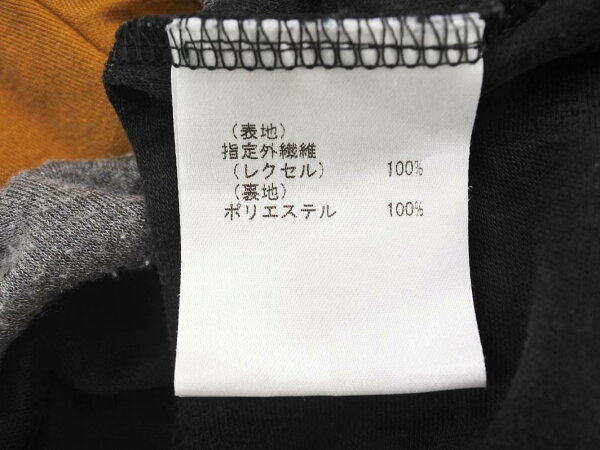 （表地）
指定外繊維
（レクセル） 100%
（裏地）
ポリエステル 100%